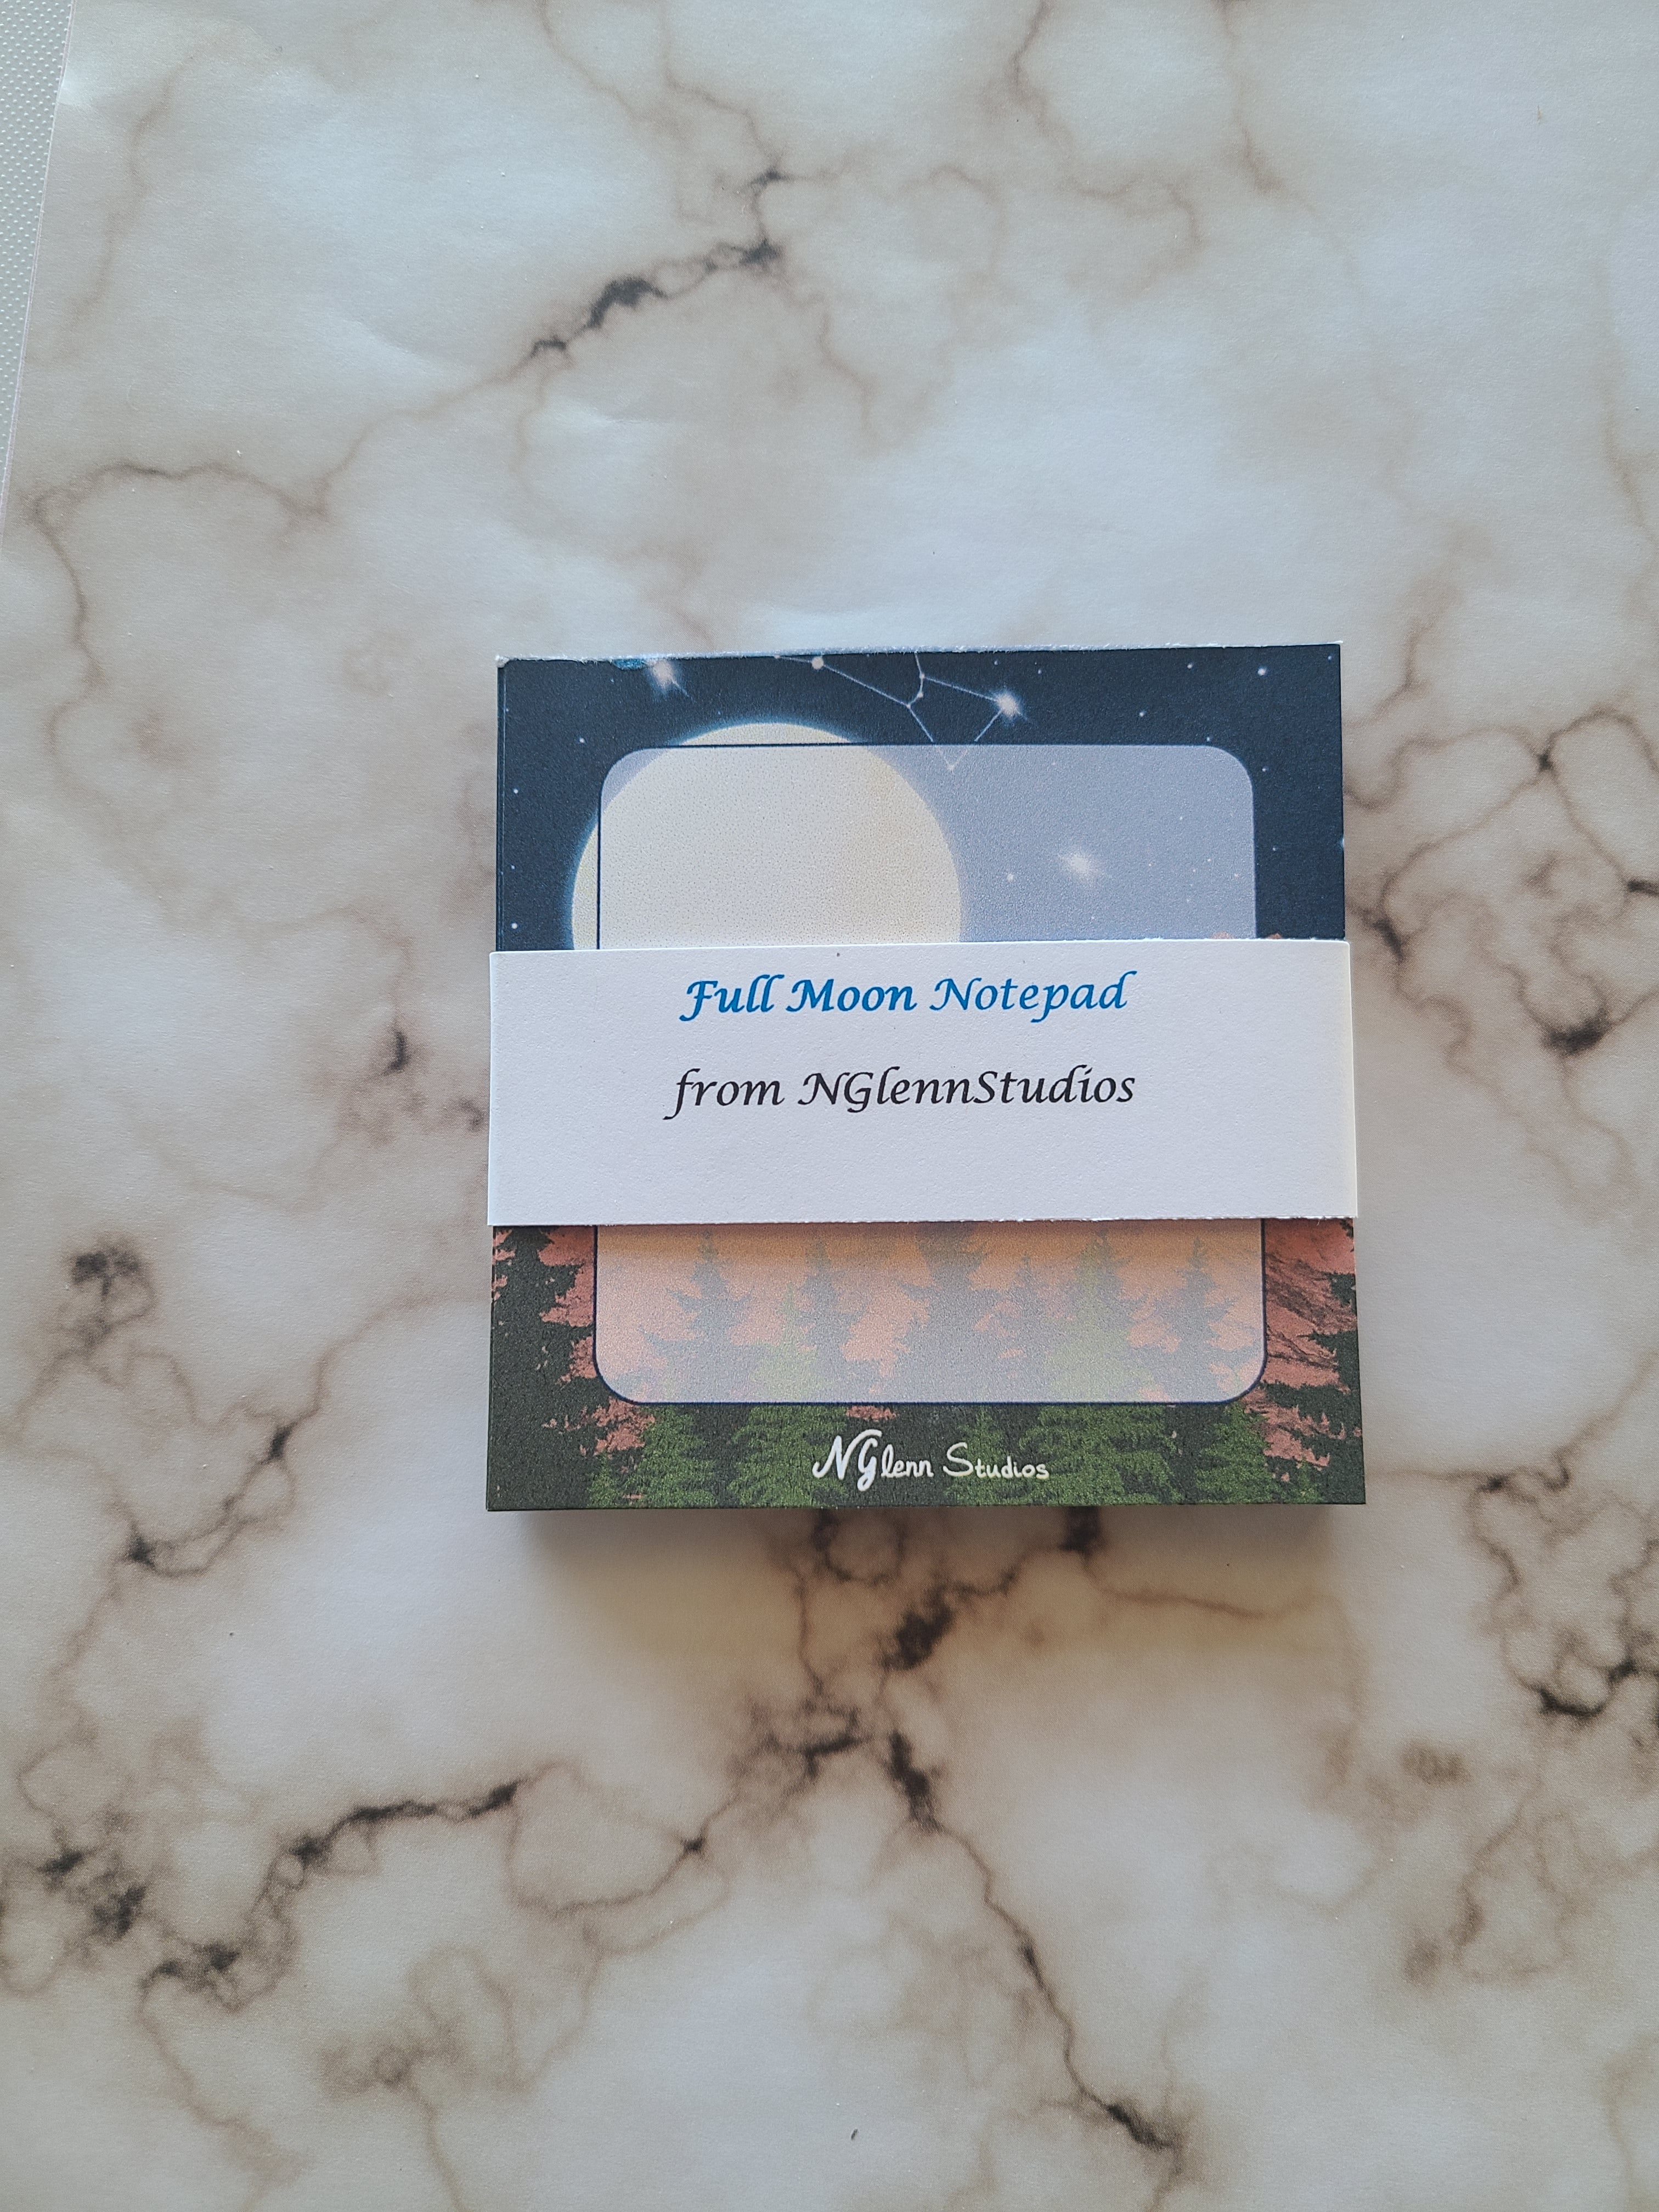 Full Moon Notepad
from NGlennStudios
NGlenn Studios